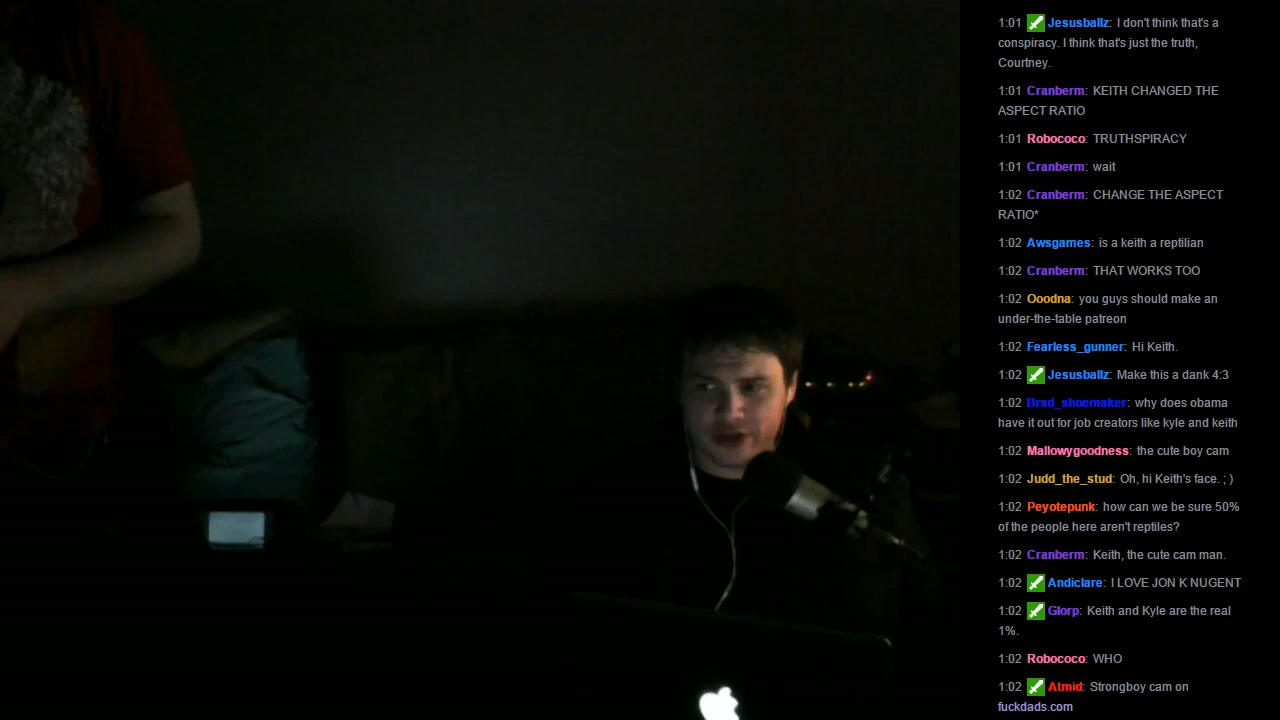 1:01 Jesusballz: I don't think that's a
conspiracy. I think that's just the truth,
Courtney.
1:01 Cranberm: KEITH CHANGED THE
ASPECT RATIO
1:01 Robococo: TRUTHSPIRACY
1:01 Cranberm: wait
1:02 Cranberm: CHANGE THE ASPECT
RATIO*
1:02 Awsgames: is a keith a reptilian
1:02 Cranberm: THAT WORKS TOO
1:02 Ooodna: you guys should make an
under-the-table patreon
1:02 Fearless_gunner: Hi Keith.
1:02 Jesusballz: Make this a dank 4:3
1:02 Brad_shoemaker: why does obama
have it out for job creators like kyle and keith
1:02 Mallowygoodness: the cute boy cam
1:02 Judd_the_stud: Oh, hi Keith's face. ; )
1:02 Peyotepunk: how can we be sure 50%
of the people here aren't reptiles?
1:02 Cranberm: Keith, the cute cam man.
1:02 Andiclare: I LOVE JON K NUGENT
1:02 Glorp: Keith and Kyle are the real
1%.
1:02 Robococo: WHO
1:02 Atmid: Strongboy cam on
fuckdads.com